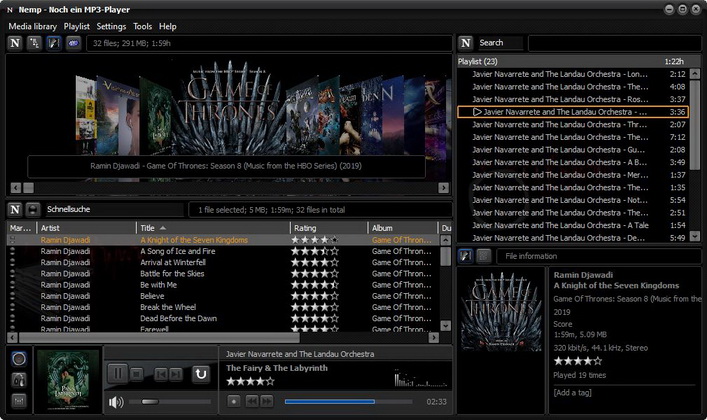 Nemp - Noch ein MP3-Player
Media library Playlist Settings Tools Help
32 files; 291 MB; 1:59h
GAME OF THRONES
Ramin Djawadi - Game Of Thrones: Season 8 (Music from the HBO Series) (2019)
Schnellsuche
1 file selected; 5 MB; 1:59m; 32 files in total
Mar... Artist Title Rating Album Du
Ramin Djawadi A Knight of the Seven Kingdoms Game Of Thron...
Ramin Djawadi A Song of Ice and Fire Game Of Thron...
Ramin Djawadi Arrival at Winterfell Game Of Thron...
Ramin Djawadi Battle for the Skies Game Of Thron...
Ramin Djawadi Be with Me Game Of Thron...
Ramin Djawadi Believe Game Of Thron...
Ramin Djawadi Break the Wheel Game Of Thron...
Ramin Djawadi Dead Before the Dawn Game Of Thron...
Ramin Djawadi Farewell Game Of Thron...
Javier Navarrete and The Landau Orchestra
The Fairy & The Labyrinth
02:33
Search
Playlist (23) 1:22h
Javier Navarrete and The Landau Orchestra - Lon... 2:12
Javier Navarrete and The Landau Orchestra - The... 4:08
Javier Navarrete and The Landau Orchestra - Ros... 3:37
Javier Navarrete and The Landau Orchestra - ... 3:36
Javier Navarrete and The Landau Orchestra - Thr... 2:07
Javier Navarrete and The Landau Orchestra - The... 7:12
Javier Navarrete and The Landau Orchestra - Gu... 2:08
Javier Navarrete and The Landau Orchestra - A B... 3:49
Javier Navarrete and The Landau Orchestra - Mer... 1:37
Javier Navarrete and The Landau Orchestra - The... 1:35
Javier Navarrete and The Landau Orchestra - Not... 5:54
Javier Navarrete and The Landau Orchestra - The... 2:51
Javier Navarrete and The Landau Orchestra - A Tale 1:54
Javier Navarrete and The Landau Orchestra - De... 5:49
File information
Ramin Djawadi
A Knight of the Seven Kingdoms
Game Of Thrones: Season 8 (Music from the H
2019
Score
1:59m, 5.09 MB
320 kbit/s, 44.1 kHz, Stereo
Played 19 times
[Add a tag]